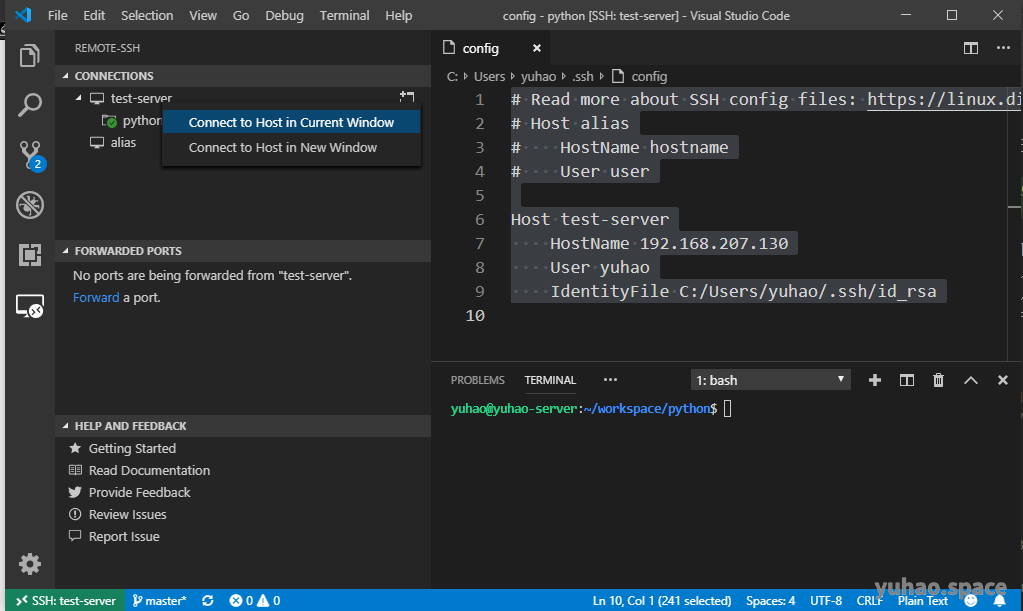 File Edit Selection View Go Debug Terminal Help config - python [SSH: test-server] - Visual Studio Code
REMOTE-SSH
CONNECTIONS
test-server
python
alias
Connect to Host in Current Window
Connect to Host in New Window
2
FORWARDED PORTS
No ports are being forwarded from "test-server".
Forward a port.
HELP AND FEEDBACK
Getting Started
Read Documentation
Provide Feedback
Review Issues
Report Issue
config
C: Users yuhao .ssh config
1 # Read more about SSH config files: https://linux.di
2 # Host alias
3 #····HostName hostname
4 #····User user
5
6 Host·test-server
7 ····HostName·192.168.207.130
8 ····User·yuhao
9 ····IdentityFile·C:/Users/yuhao/.ssh/id_rsa
10
PROBLEMS TERMINAL ··· 1: bash
yuhao@yuhao-server:~/workspace/python$
yuhao.space
SSH: test-server master* 0 0 Ln 10, Col 1 (241 selected) Spaces: 4 UTF-8 CRLF Plain Text